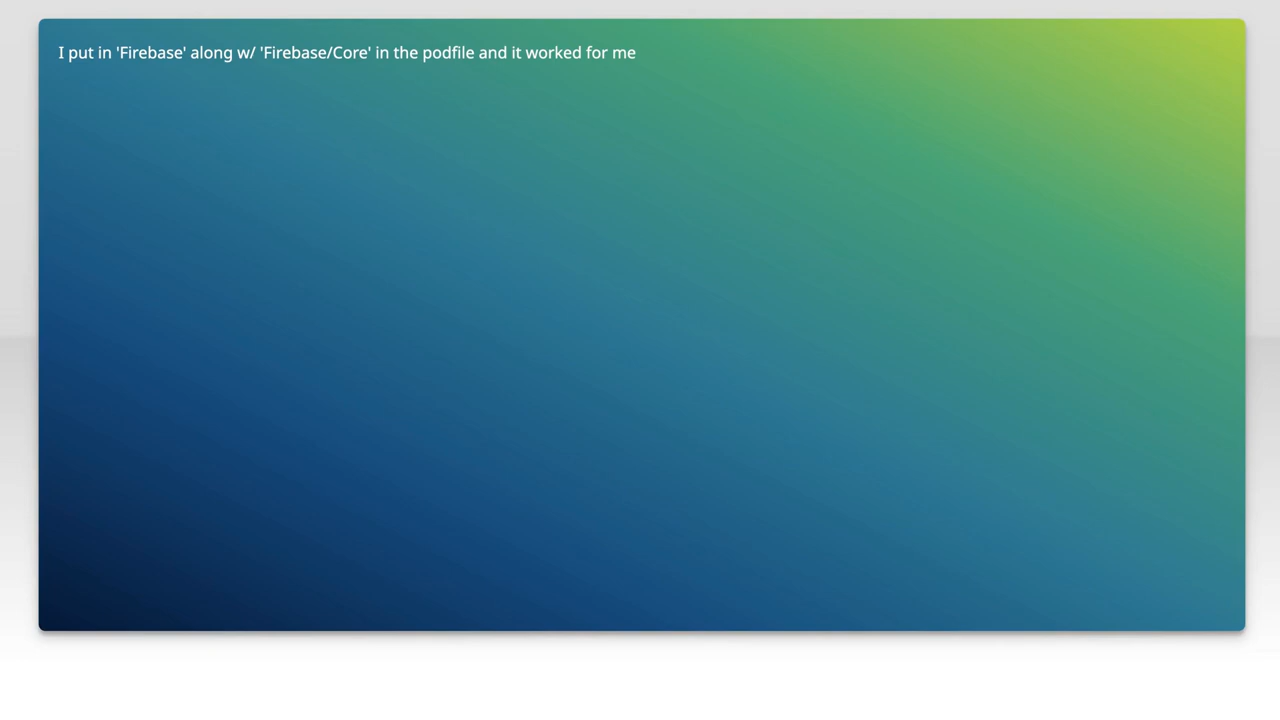 I put in 'Firebase' along w/ 'Firebase/Core' in the podfile and it worked for me